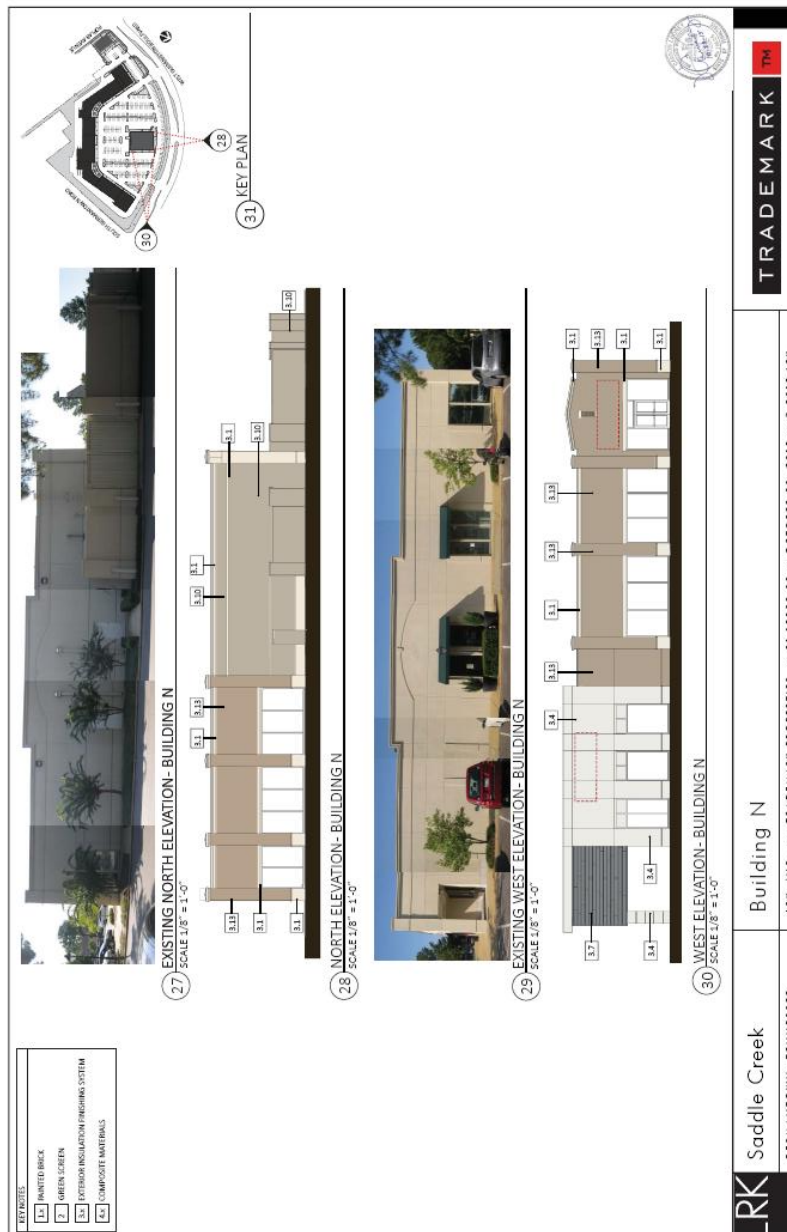 KEY NOTES
1.x PAINTED BRICK
2 GREEN SCREEN
3.x EXTERIOR INSULATION FINISHING SYSTEM
4.x COMPOSITE MATERIALS
27 EXISTING NORTH ELEVATION- BUILDING N
SCALE 1/8" = 1'-0"
3.13
3.1
3.1
3.1
3.13
3.10
3.1
3.1
3.10
3.10
28 NORTH ELEVATION- BUILDING N
SCALE 1/8" = 1'-0"
29 EXISTING WEST ELEVATION- BUILDING N
SCALE 1/8" = 1'-0"
3.7
3.4
3.4
3.4
3.13
3.1
3.13
3.13
3.1
3.13
3.1
3.1
30 WEST ELEVATION- BUILDING N
SCALE 1/8" = 1'-0"
POPLAR AVENUE
30
28
31 KEY PLAN
RK
Saddle Creek
Building N
TRADEMARK TM